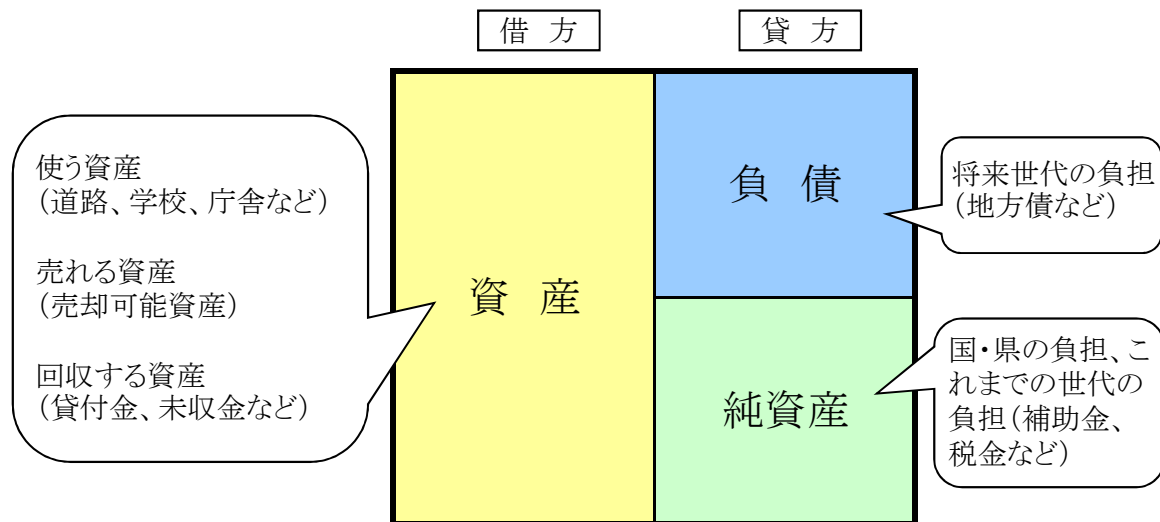 借 方
貸 方
使う資産
(道路、学校、庁舎など)
売れる資産
(売却可能資産)
回収する資産
(貸付金、未収金など)
資 産
負 債
純資産
将来世代の負担
(地方債など)
国・県の負担、こ
れまでの世代の
負担(補助金、
税金など)